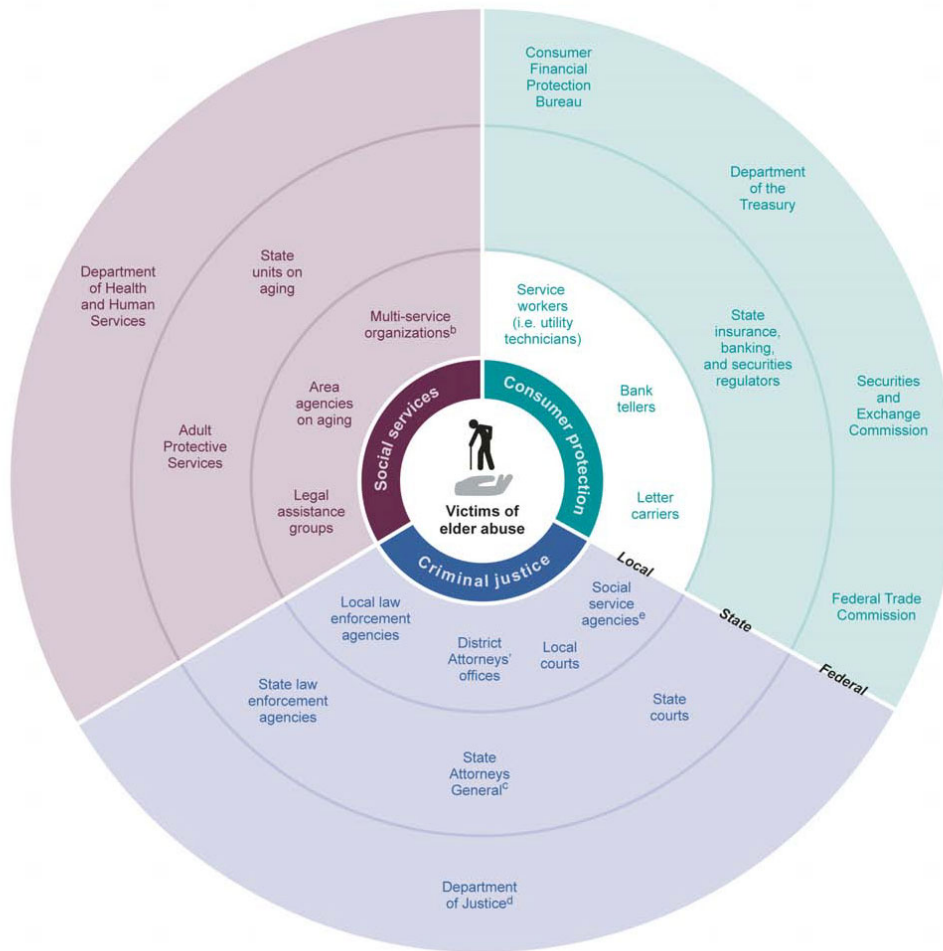 Consumer
Financial
Protection
Bureau
Department
of the
Treasury
State
insurance,
banking,
and securities
regulators
Securities
and
Exchange
Commission
Federal Trade
Commission
Service
workers
(i.e. utility
technicians)
Bank
tellers
Letter
carriers
Department
of Health
and Human
Services
State
units on
aging
Adult
Protective
Services
Multi-service
organizationsᵇ
Area
agencies
on aging
Legal
assistance
groups
Social services
Consumer protection
Criminal justice
Victims of
elder abuse
Local
State
Federal
Local law
enforcement
agencies
District
Attorneys’
offices
Social
service
agenciesᵉ
Local
courts
State law
enforcement
agencies
State
Attorneys
Generalᶜ
State
courts
Department
of Justiceᵈ